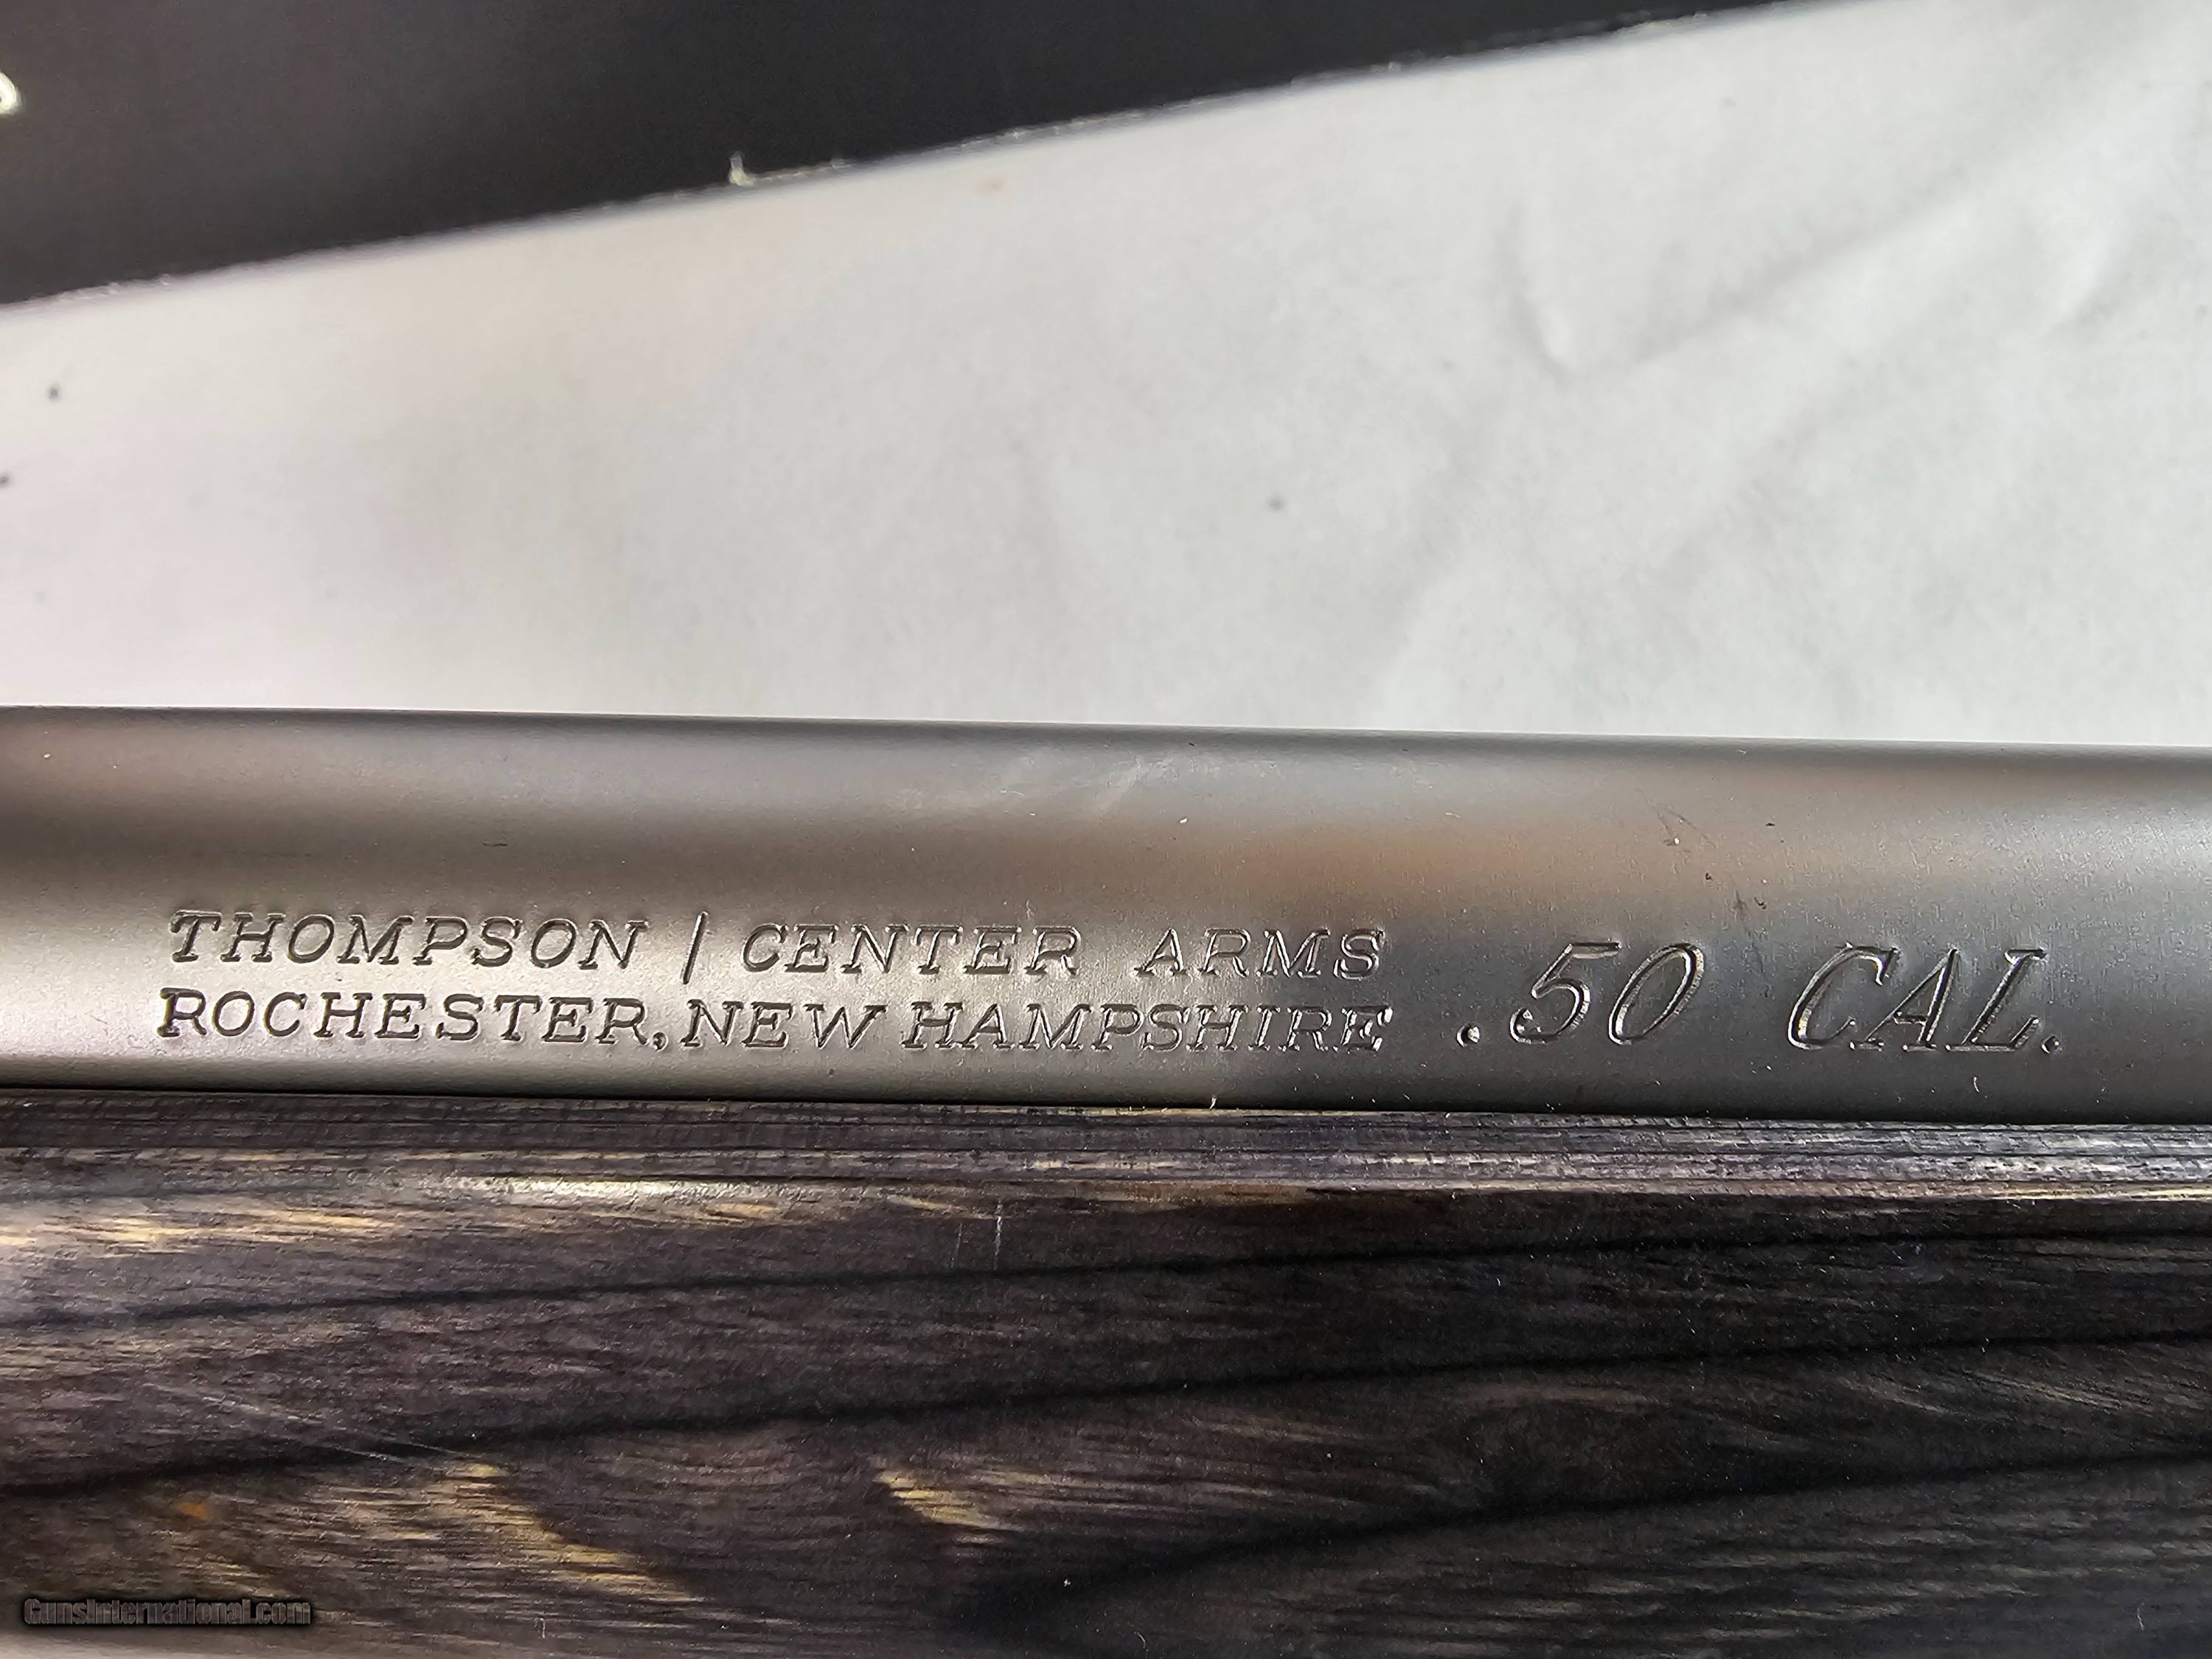 THOMPSON / CENTER ARMS
ROCHESTER, NEW HAMPSHIRE
.50 CAL.
GunsInternational.com